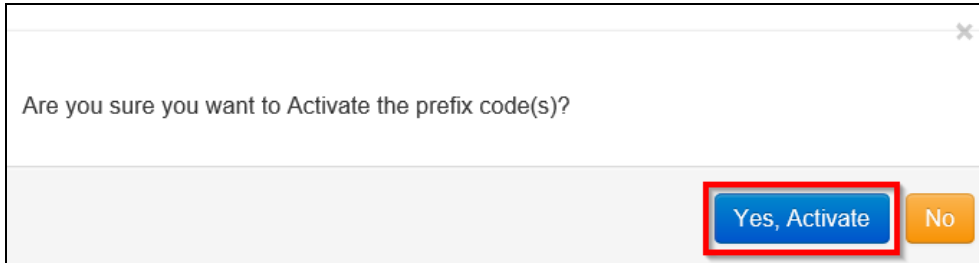 Are you sure you want to Activate the prefix code(s)?
Yes, Activate
No